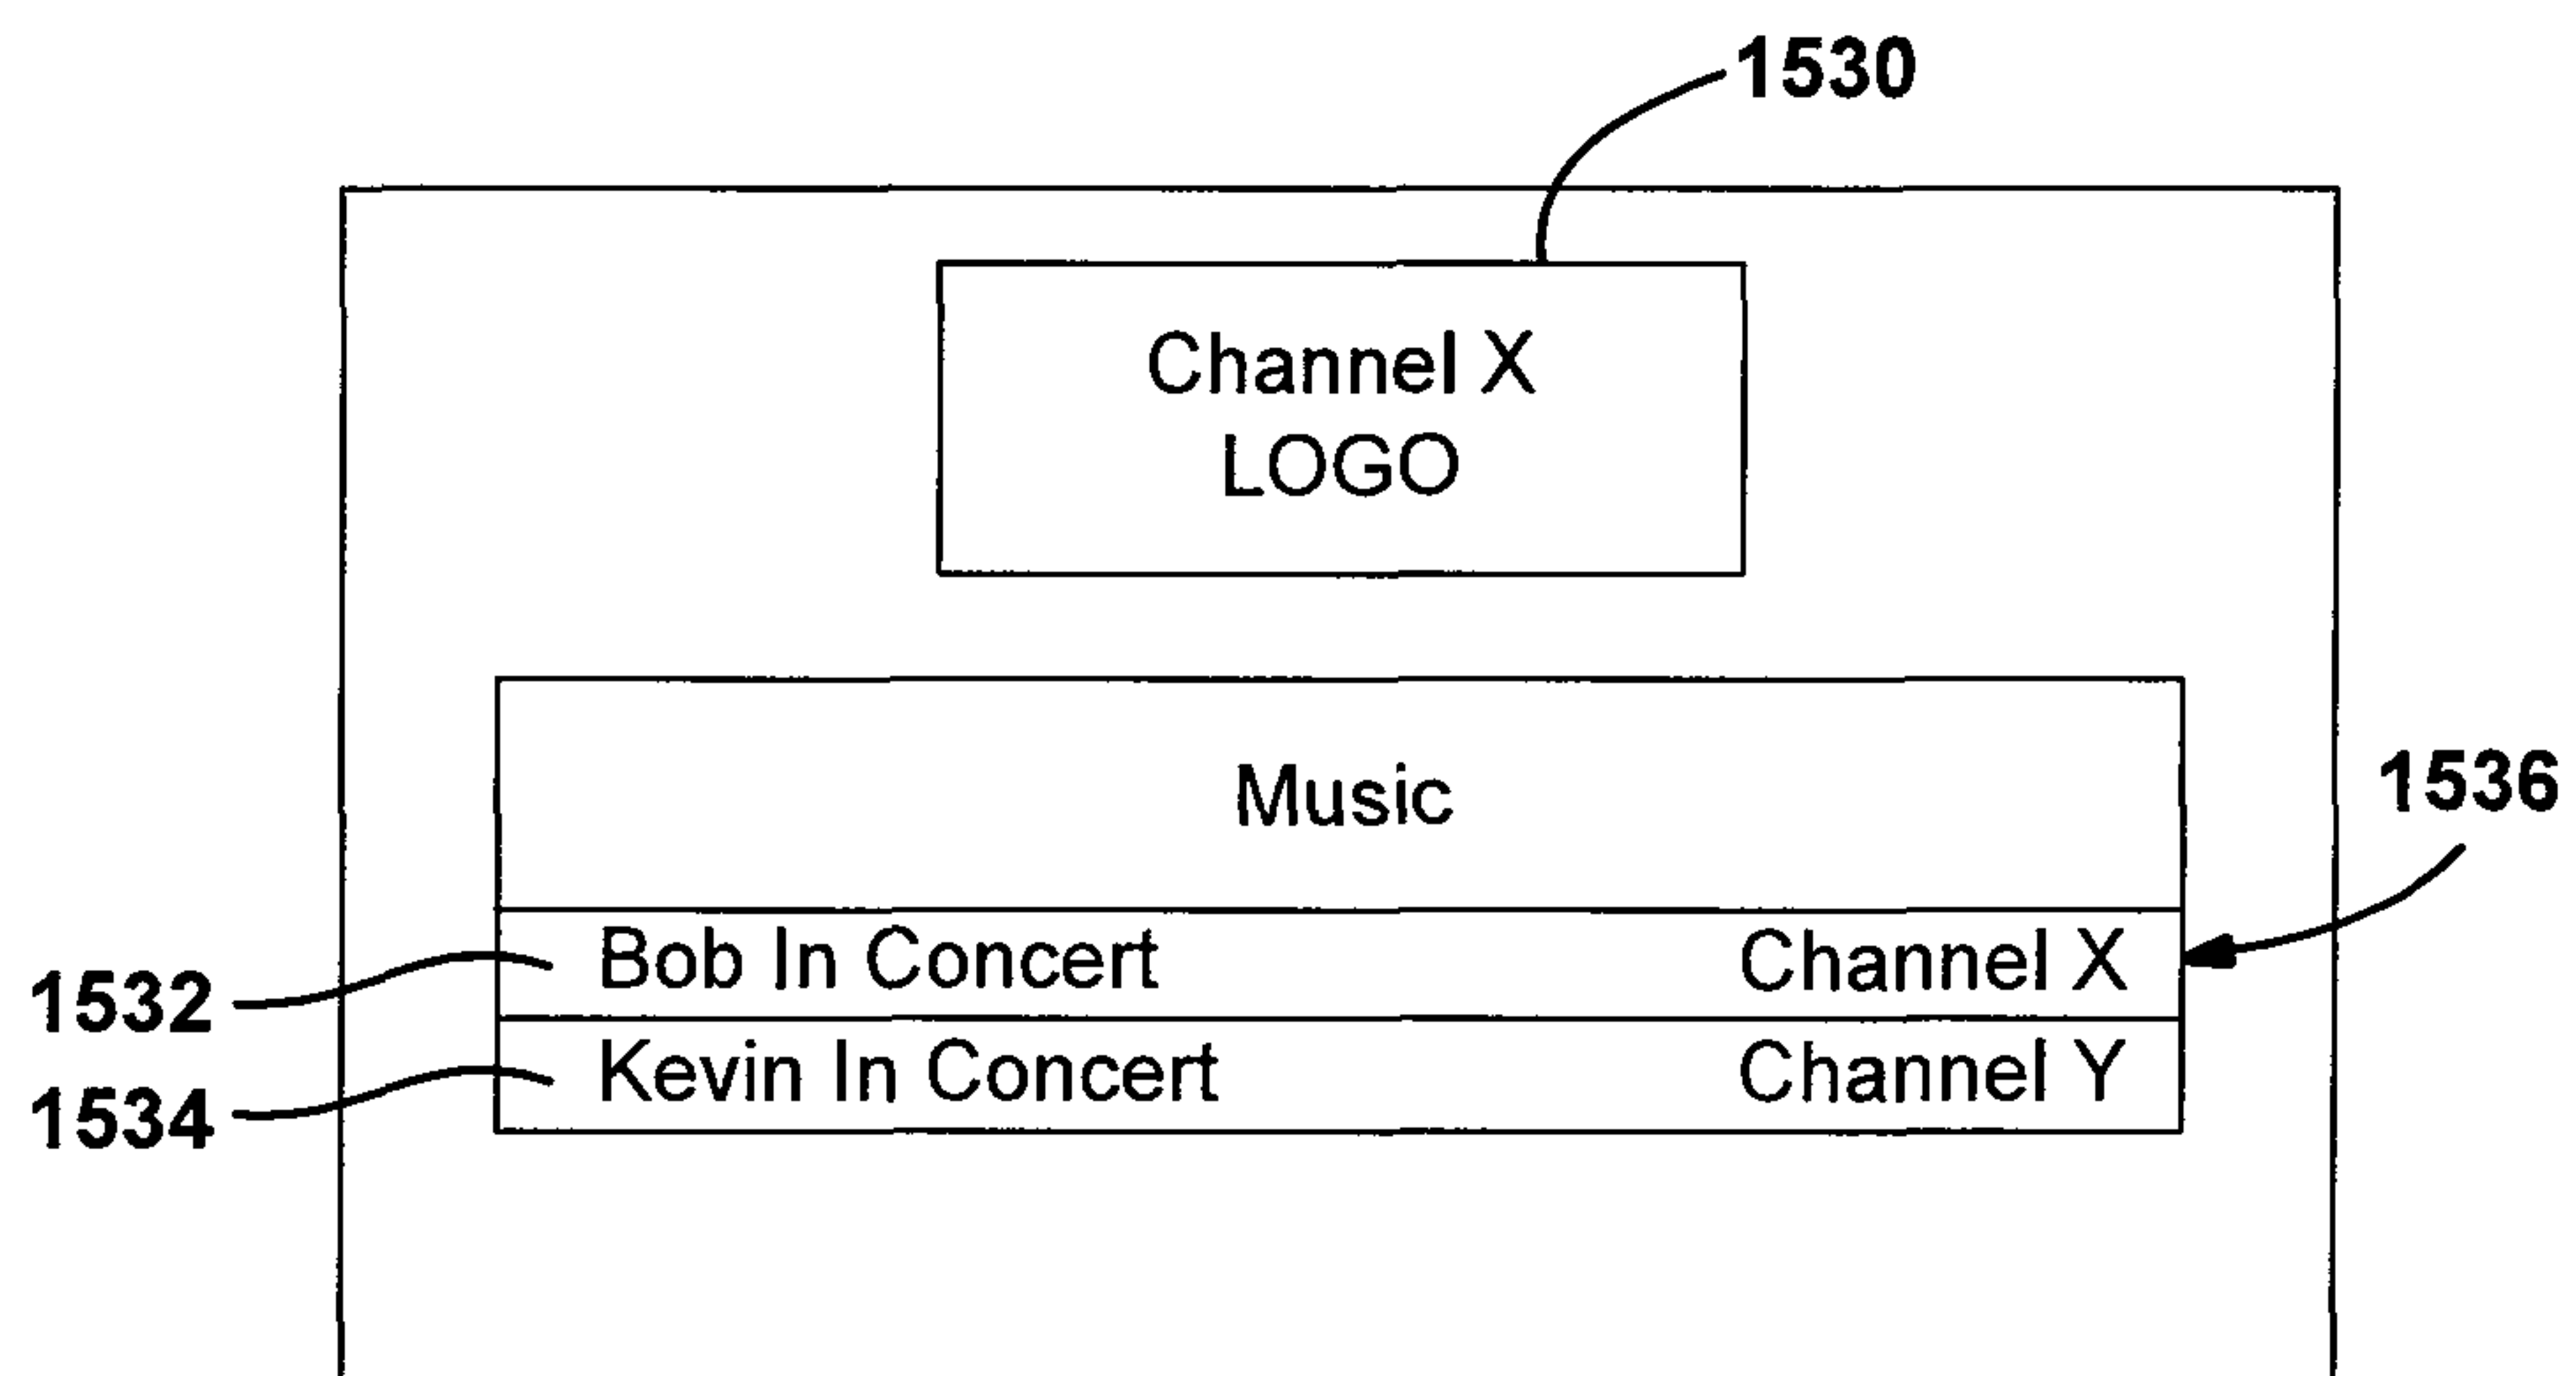 1530
Channel X
LOGO
Music
1536
Bob In Concert Channel X
1532
Kevin In Concert Channel Y
1534